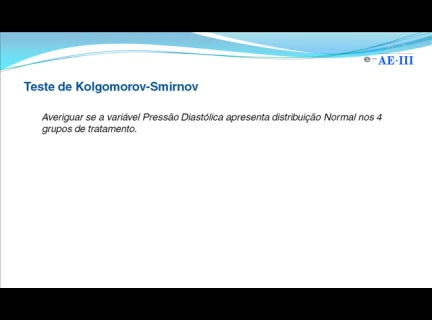 e-AE-III
Teste de Kolgomorov-Smirnov
Averiguar se a variável Pressão Diastólica apresenta distribuição Normal nos 4
grupos de tratamento.